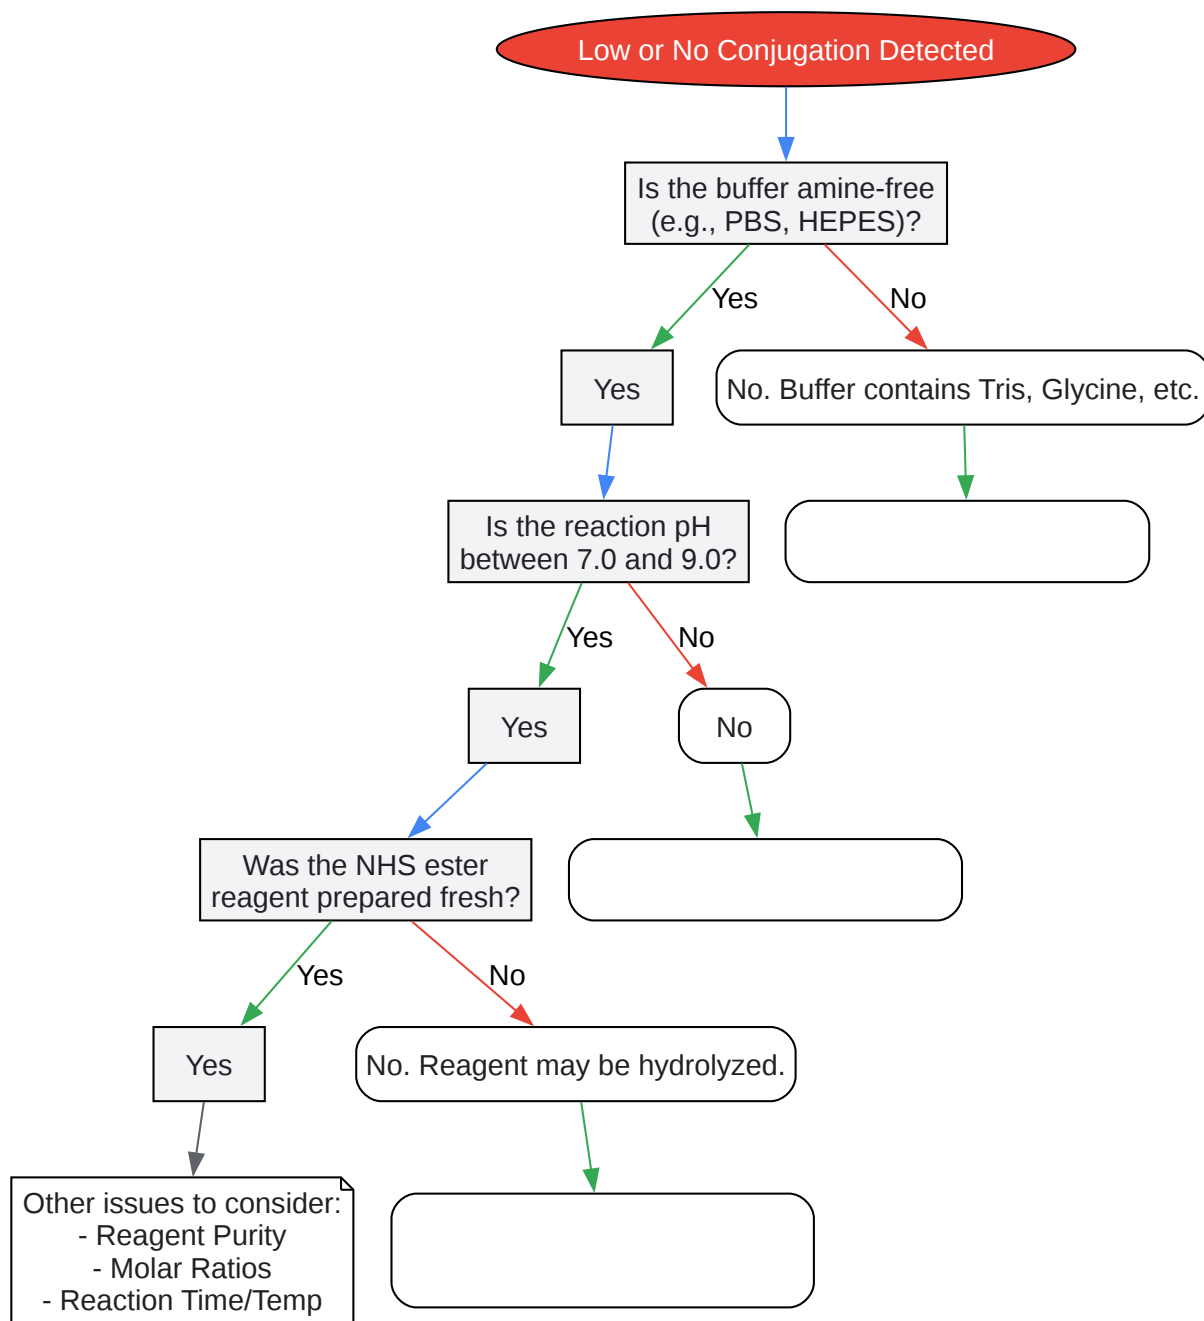 Low or No Conjugation Detected
Is the buffer amine-free
(e.g., PBS, HEPES)?
Yes
No
Yes
No. Buffer contains Tris, Glycine, etc.
Is the reaction pH
between 7.0 and 9.0?
Yes
No
Yes
No
Was the NHS ester
reagent prepared fresh?
Yes
No
Yes
No. Reagent may be hydrolyzed.
Other issues to consider:
- Reagent Purity
- Molar Ratios
- Reaction Time/Temp